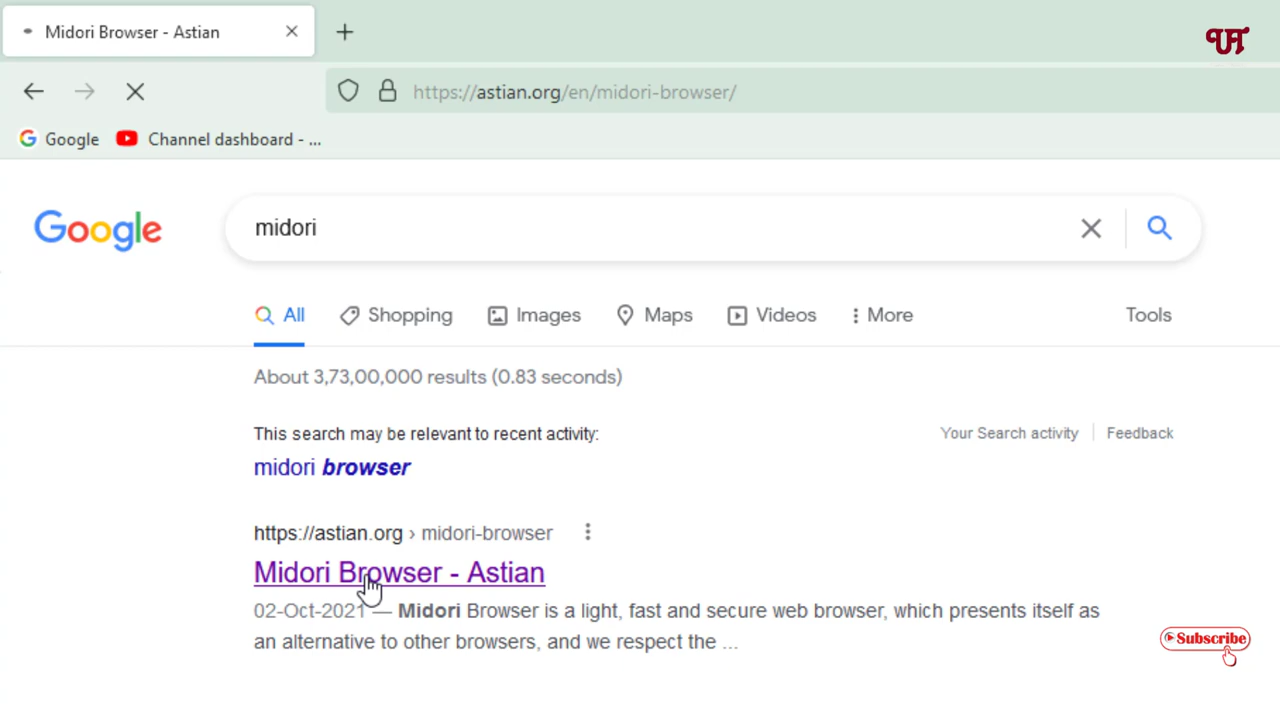 Midori Browser - Astian
UA
https://astian.org/en/midori-browser/
Google
Channel dashboard - ...
Google
midori
All
Shopping
Images
Maps
Videos
More
Tools
About 3,73,00,000 results (0.83 seconds)
This search may be relevant to recent activity:
Your Search activity
Feedback
midori browser
https://astian.org › midori-browser
Midori Browser - Astian
02-Oct-2021 — Midori Browser is a light, fast and secure web browser, which presents itself as
an alternative to other browsers, and we respect the ...
Subscribe